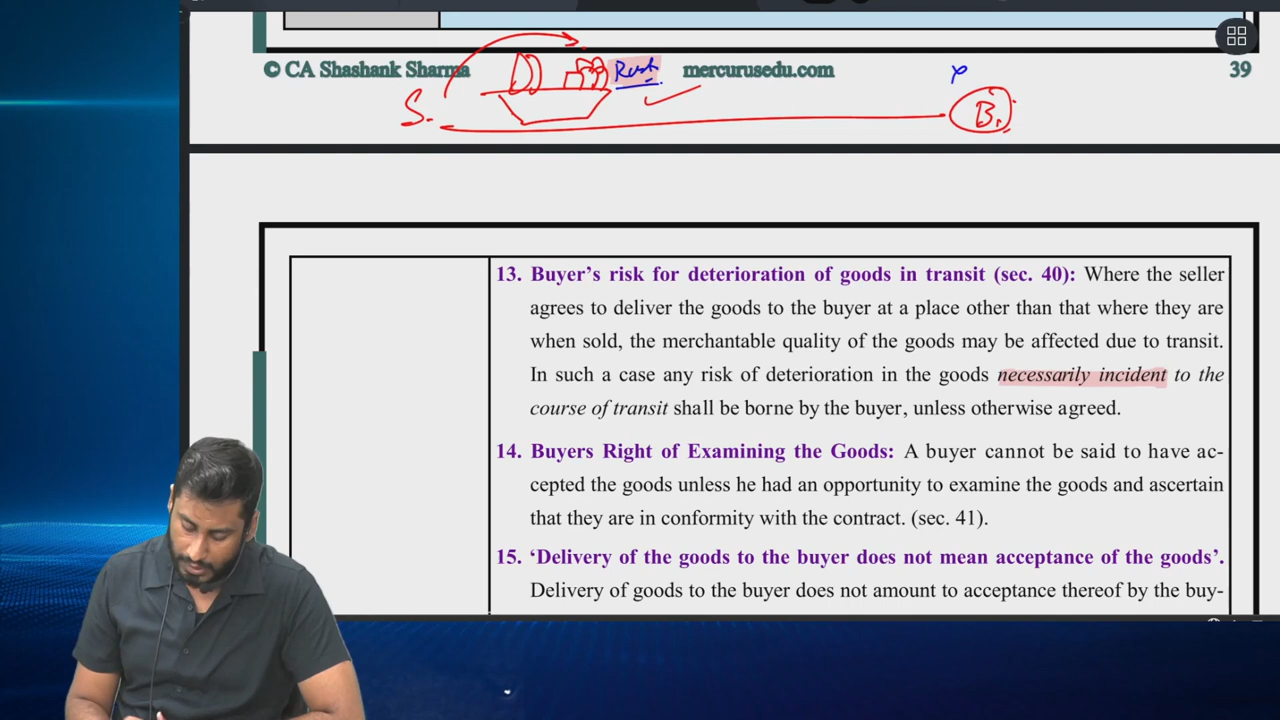 © CA Shashank Sharma
Rust
mercurusedu.com
39
S.
B.
13. Buyer's risk for deterioration of goods in transit (sec. 40): Where the seller
agrees to deliver the goods to the buyer at a place other than that where they are
when sold, the merchantable quality of the goods may be affected due to transit.
In such a case any risk of deterioration in the goods necessarily incident to the
course of transit shall be borne by the buyer, unless otherwise agreed.
14. Buyers Right of Examining the Goods: A buyer cannot be said to have ac-
cepted the goods unless he had an opportunity to examine the goods and ascertain
that they are in conformity with the contract. (sec. 41).
15. ‘Delivery of the goods to the buyer does not mean acceptance of the goods’.
Delivery of goods to the buyer does not amount to acceptance thereof by the buy-